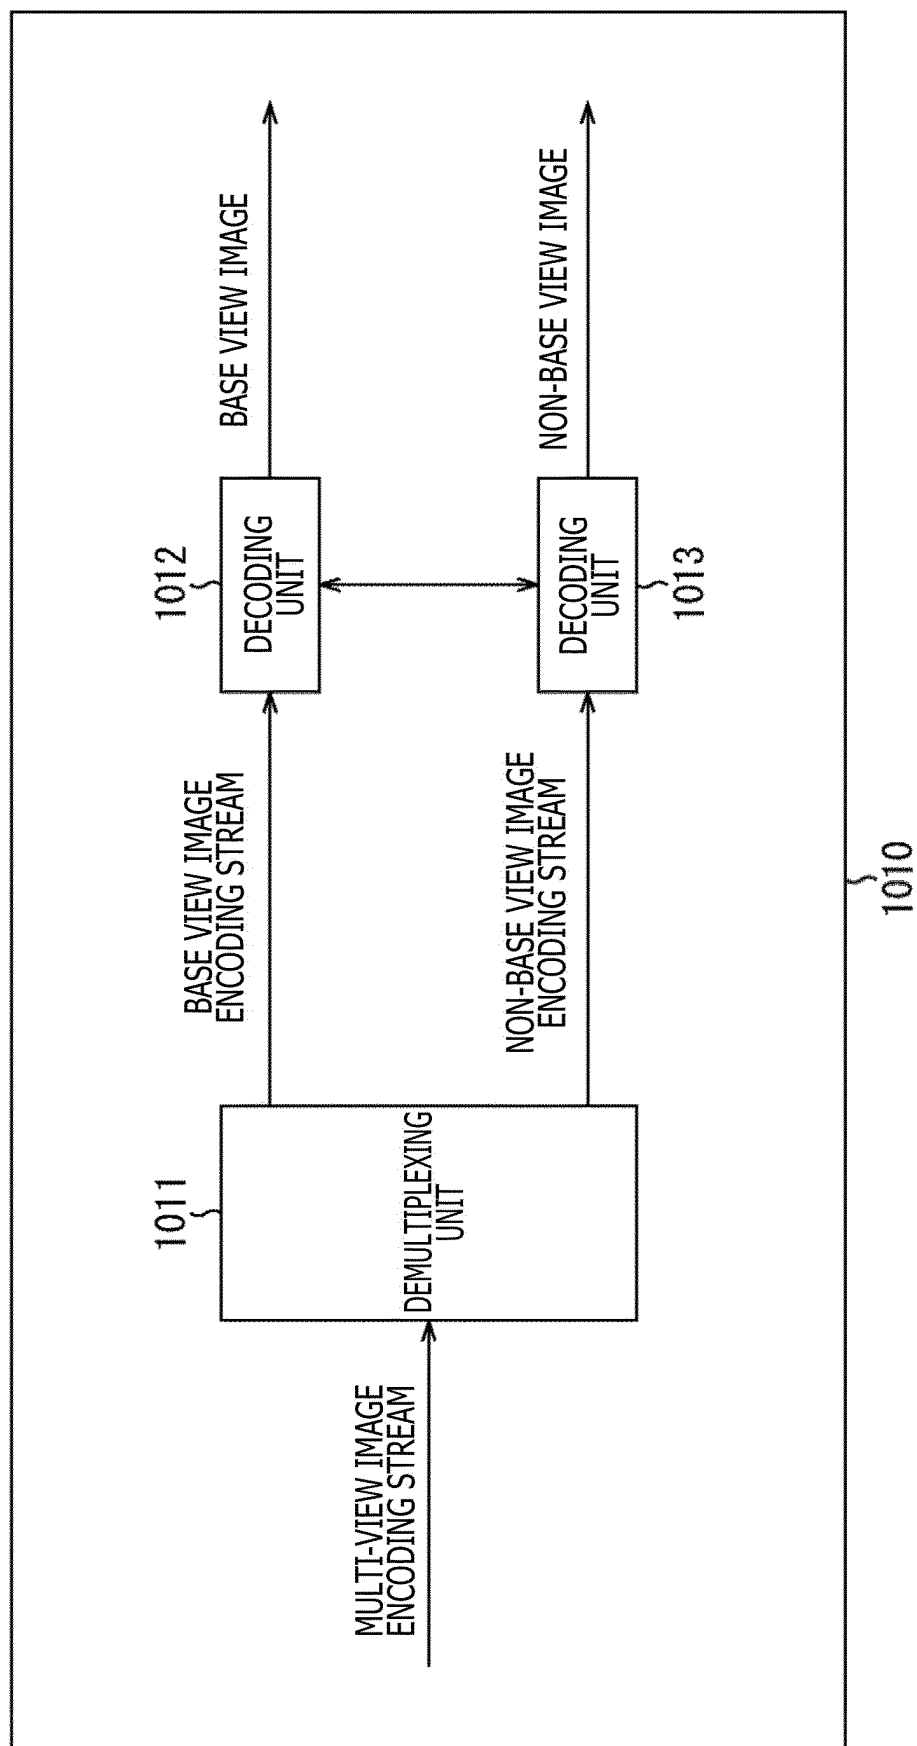 MULTI-VIEW IMAGE
ENCODING STREAM
1011
DEMULTIPLEXING
UNIT
BASE VIEW IMAGE
ENCODING STREAM
NON-BASE VIEW IMAGE
ENCODING STREAM
1012
DECODING
UNIT
DECODING
UNIT
1013
BASE VIEW IMAGE
NON-BASE VIEW IMAGE
1010